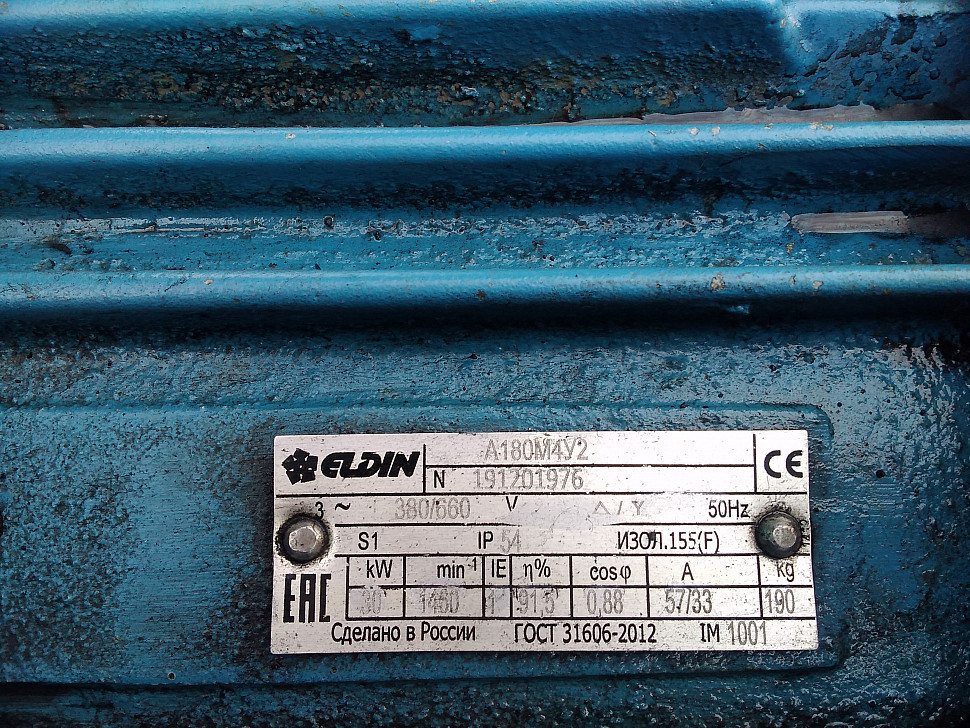 ELDIN А180М4У2 CE
N 191201976
3 ~ 380/660 V △/Y 50Hz
S1 IP 54 ИЗОЛ.155(F)
kW min⁻¹ IE η% cosφ A kg
EAC 30 1460 1 91,5 0,88 57/33 190
Сделано в России ГОСТ 31606-2012 IM 1001